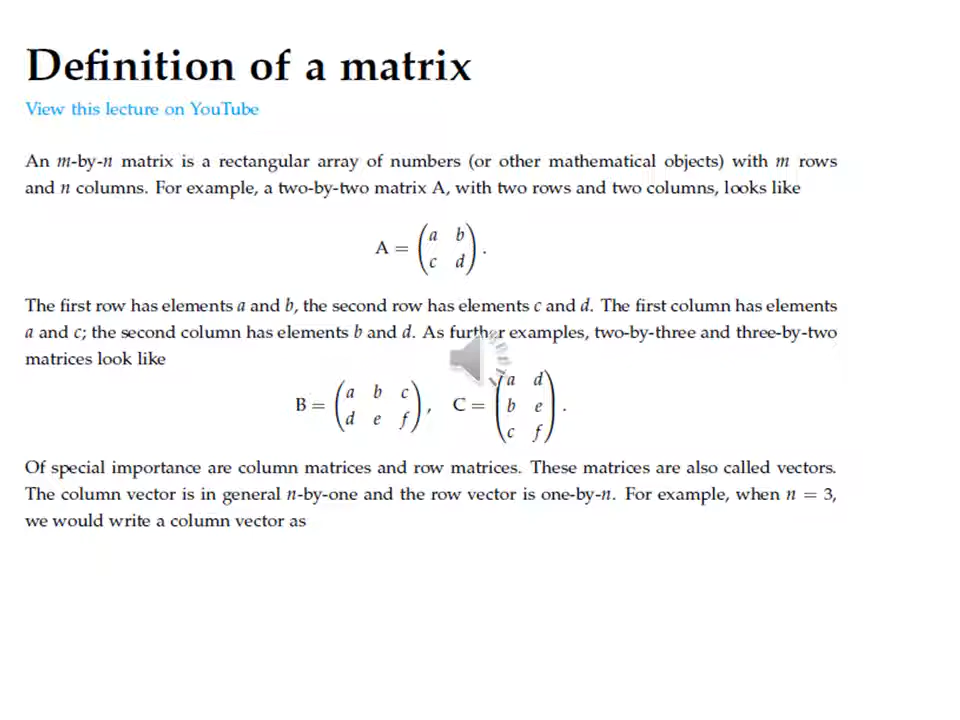 Definition of a matrix
View this lecture on YouTube
An m-by-n matrix is a rectangular array of numbers (or other mathematical objects) with m rows
and n columns. For example, a two-by-two matrix A, with two rows and two columns, looks like
A = ( a b
c d ) .
The first row has elements a and b, the second row has elements c and d. The first column has elements
a and c; the second column has elements b and d. As further examples, two-by-three and three-by-two
matrices look like
B = ( a b c
d e f ) , C = ( a d
b e
c f ) .
Of special importance are column matrices and row matrices. These matrices are also called vectors.
The column vector is in general n-by-one and the row vector is one-by-n. For example, when n = 3,
we would write a column vector as